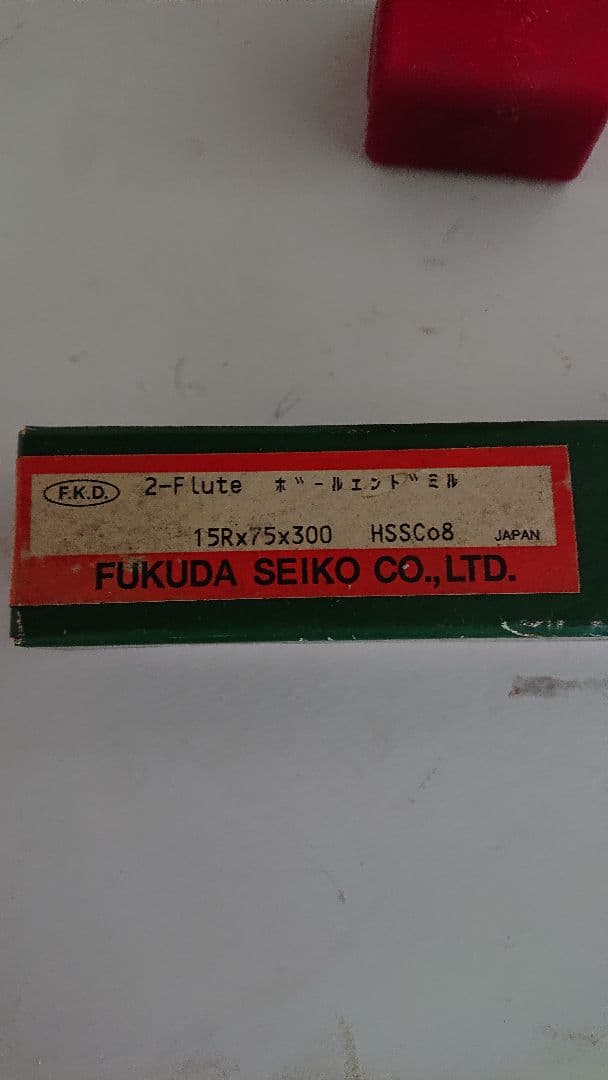 F.K.D. 2-Flute ボールエンドミル
15Rx75x300 HSSCo8 JAPAN
FUKUDA SEIKO CO.,LTD.